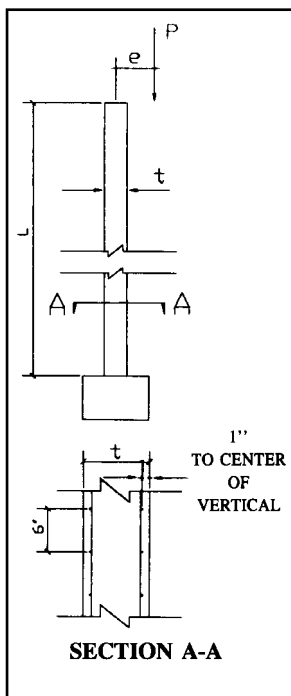 P
e
t
L
A A
t
1’’
TO CENTER
OF
VERTICAL
6'
SECTION A-A